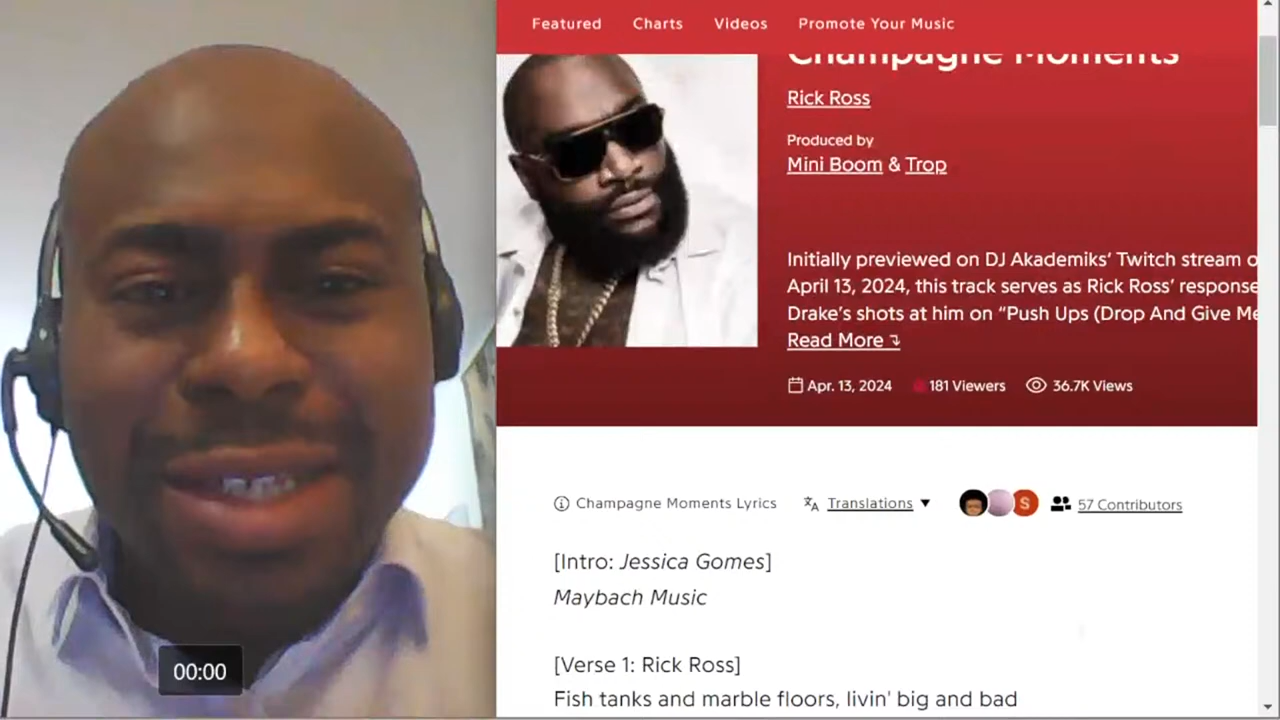 Featured Charts Videos Promote Your Music
Champagne Moments
Rick Ross
Produced by
Mini Boom & Trop
Initially previewed on DJ Akademiks' Twitch stream o
April 13, 2024, this track serves as Rick Ross' response
Drake's shots at him on "Push Ups (Drop And Give Me
Read More
Apr. 13, 2024 181 Viewers 36.7K Views
Champagne Moments Lyrics Translations 57 Contributors
S
[Intro: Jessica Gomes]
Maybach Music
[Verse 1: Rick Ross]
Fish tanks and marble floors, livin' big and bad
00:00